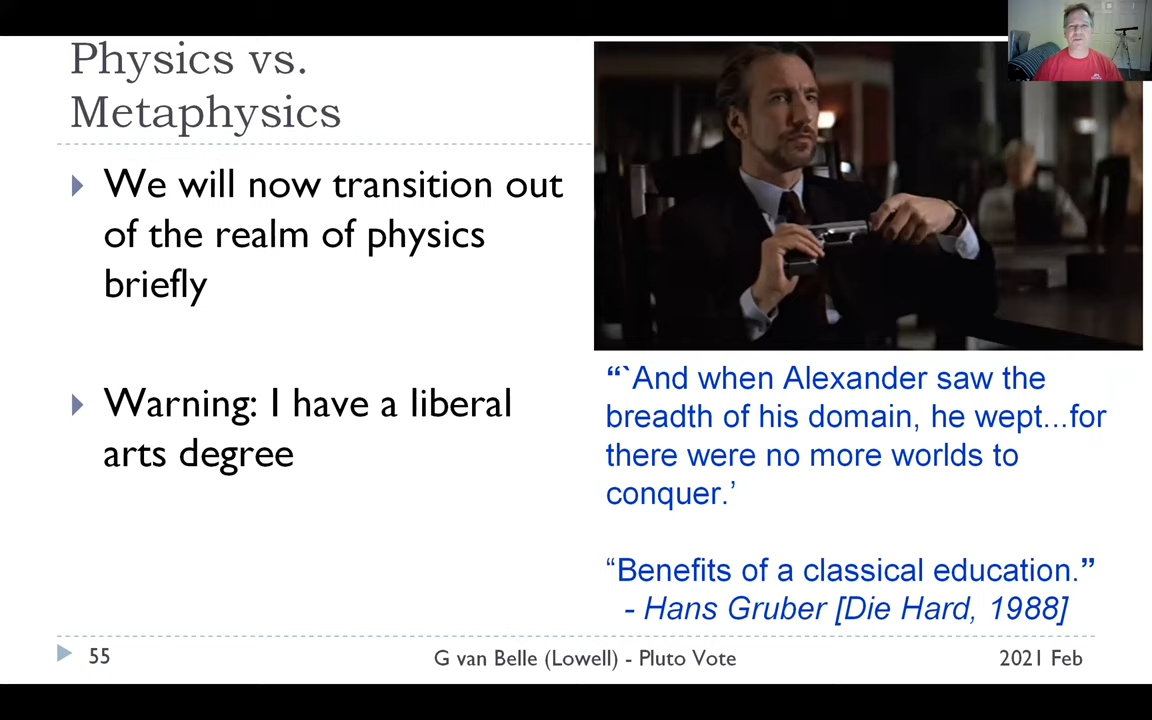 Physics vs.
Metaphysics
We will now transition out
of the realm of physics
briefly
Warning: I have a liberal
arts degree
“`And when Alexander saw the
breadth of his domain, he wept...for
there were no more worlds to
conquer.’
“Benefits of a classical education.”
- Hans Gruber [Die Hard, 1988]
55
G van Belle (Lowell) - Pluto Vote
2021 Feb